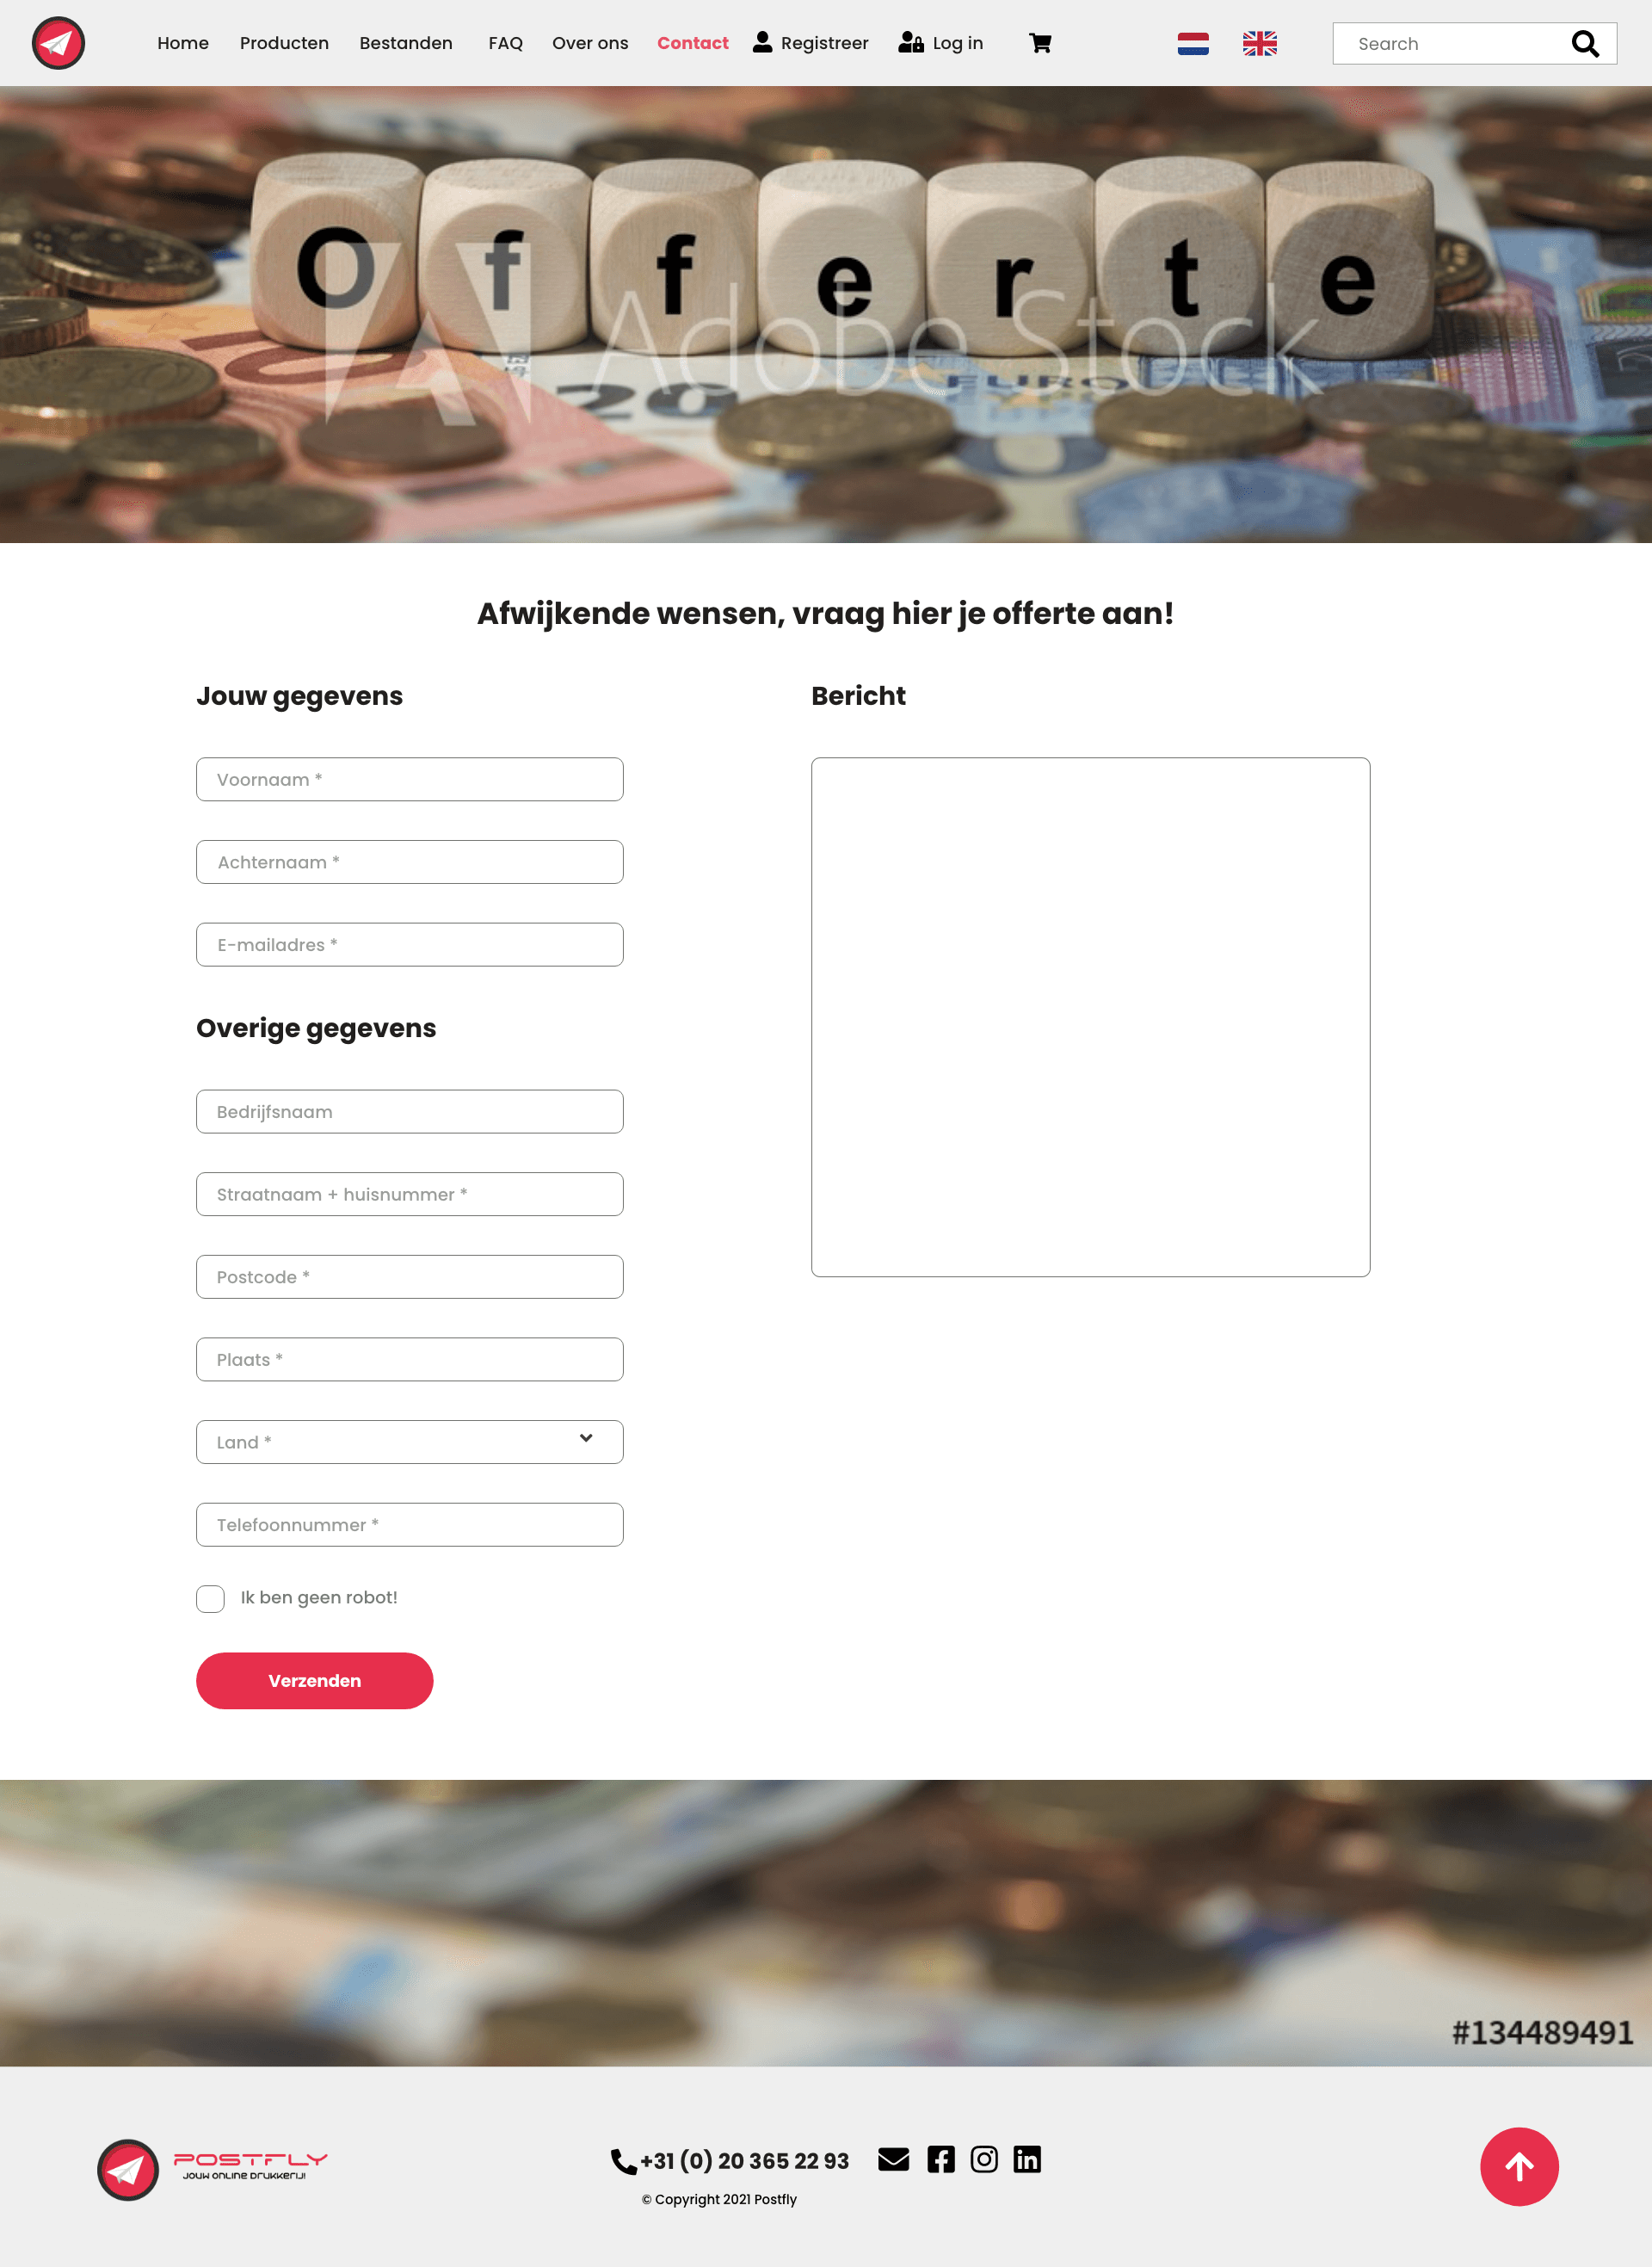 Home Producten Bestanden FAQ Over ons Contact Registreer Log in Search
Offerte
Adobe Stock
20 EURO
Afwijkende wensen, vraag hier je offerte aan!
Jouw gegevens
Bericht
Voornaam *
Achternaam *
E-mailadres *
Overige gegevens
Bedrijfsnaam
Straatnaam + huisnummer *
Postcode *
Plaats *
Land *
Telefoonnummer *
Ik ben geen robot!
Verzenden
#134489491
POSTFLY
JOUW ONLINE DRUKKERIJ!
+31 (0) 20 365 22 93
© Copyright 2021 Postfly